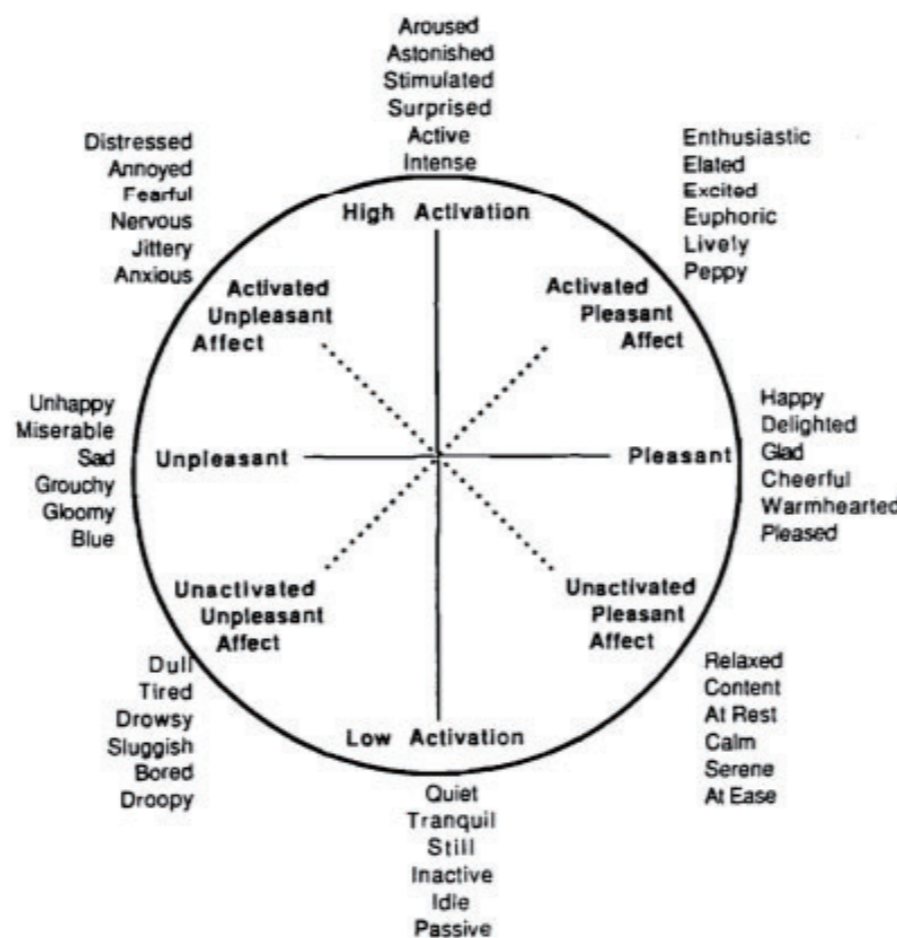 Aroused
Astonished
Stimulated
Surprised
Active
Intense
Distressed
Annoyed
Fearful
Nervous
Jittery
Anxious
Enthusiastic
Elated
Excited
Euphoric
Lively
Peppy
High Activation
Activated
Unpleasant
Affect
Activated
Pleasant
Affect
Unhappy
Miserable
Sad
Grouchy
Gloomy
Blue
Unpleasant
Pleasant
Happy
Delighted
Glad
Cheerful
Warmhearted
Pleased
Unactivated
Unpleasant
Affect
Unactivated
Pleasant
Affect
Dull
Tired
Drowsy
Sluggish
Bored
Droopy
Low Activation
Relaxed
Content
At Rest
Calm
Serene
At Ease
Quiet
Tranquil
Still
Inactive
Idle
Passive